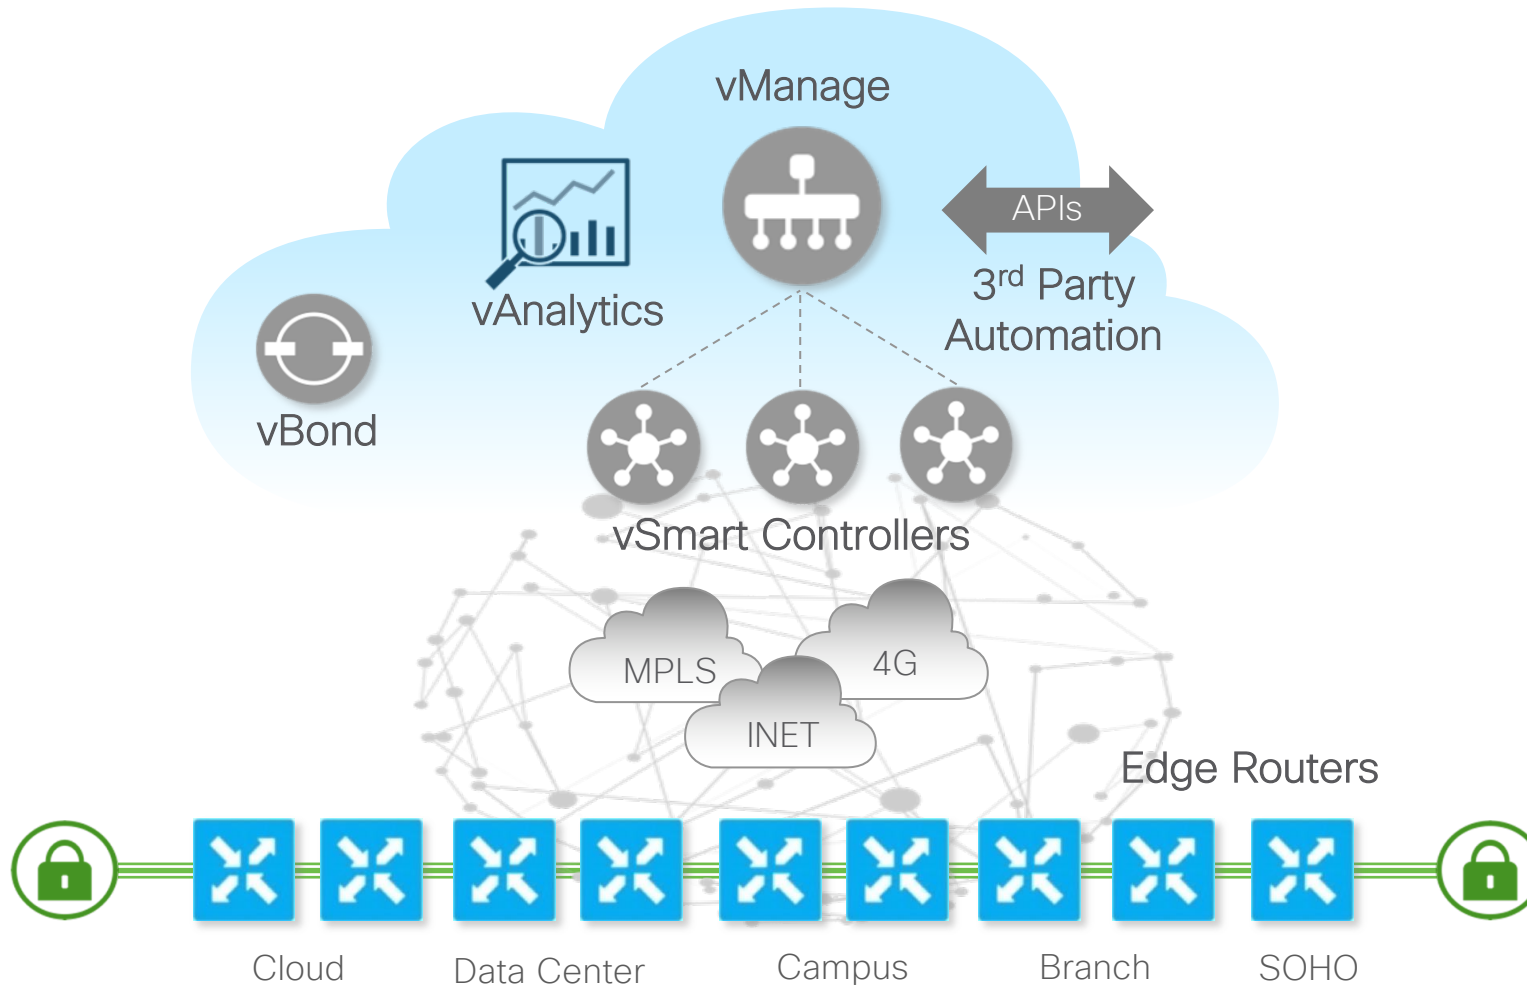 vManage
APIs
3rd Party
Automation
vAnalytics
vBond
vSmart Controllers
MPLS
4G
INET
Edge Routers
Cloud
Data Center
Campus
Branch
SOHO